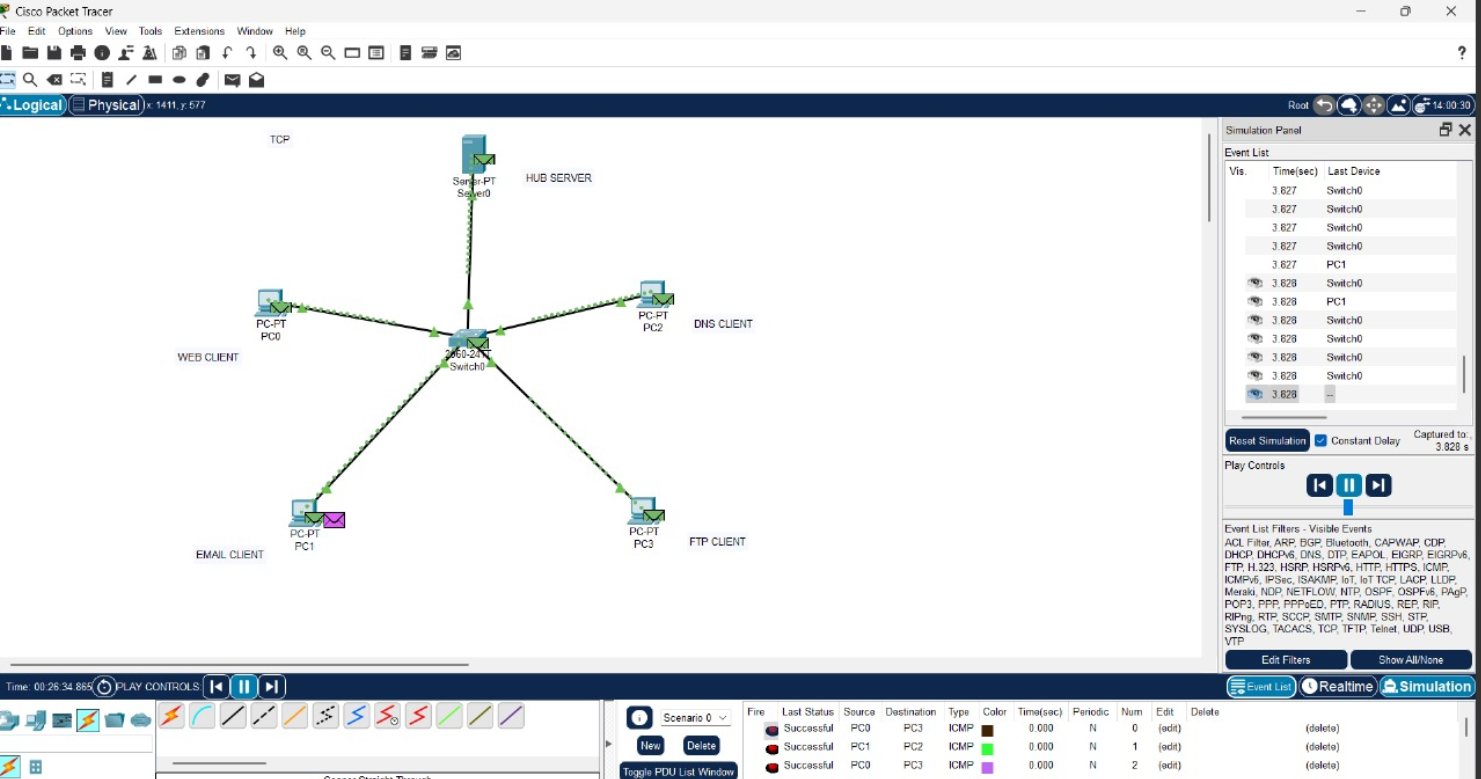 Cisco Packet Tracer
File Edit Options View Tools Extensions Window Help
?
Logical Physical x: 1411, y: 577
Root 14:00:30
TCP
Server-PT
Server0
HUB SERVER
PC-PT
PC0
WEB CLIENT
PC-PT
PC2
DNS CLIENT
2960-24TT
Switch0
PC-PT
PC1
EMAIL CLIENT
PC-PT
PC3
FTP CLIENT
Simulation Panel
Event List
Vis. Time(sec) Last Device
3.827 Switch0
3.827 Switch0
3.827 Switch0
3.827 Switch0
3.827 PC1
3.828 Switch0
3.828 PC1
3.828 Switch0
3.828 Switch0
3.828 Switch0
3.828 Switch0
3.828 --
Reset Simulation Constant Delay Captured to:
3.828 s
Play Controls
Event List Filters - Visible Events
ACL Filter, ARP, BGP, Bluetooth, CAPWAP, CDP,
DHCP, DHCPv6, DNS, DTP, EAPOL, EIGRP, EIGRPv6,
FTP, H.323, HSRP, HSRPv6, HTTP, HTTPS, ICMP,
ICMPv6, IPSec, ISAKMP, IoT, IoT TCP, LACP, LLDP,
Meraki, NDP, NETFLOW, NTP, OSPF, OSPFv6, PAgP,
POP3, PPP, PPPoED, PTP, RADIUS, REP, RIP,
RIPng, RTP, SCCP, SMTP, SNMP, SSH, STP,
SYSLOG, TACACS, TCP, TFTP, Telnet, UDP, USB,
VTP
Edit Filters Show All/None
Time: 00:26:34.865 PLAY CONTROLS:
Event List Realtime Simulation
Scenario 0
New Delete
Toggle PDU List Window
Fire Last Status Source Destination Type Color Time(sec) Periodic Num Edit Delete
Successful PC0 PC3 ICMP 0.000 N 0 (edit) (delete)
Successful PC1 PC2 ICMP 0.000 N 1 (edit) (delete)
Successful PC0 PC3 ICMP 0.000 N 2 (edit) (delete)
Copper Straight-Through